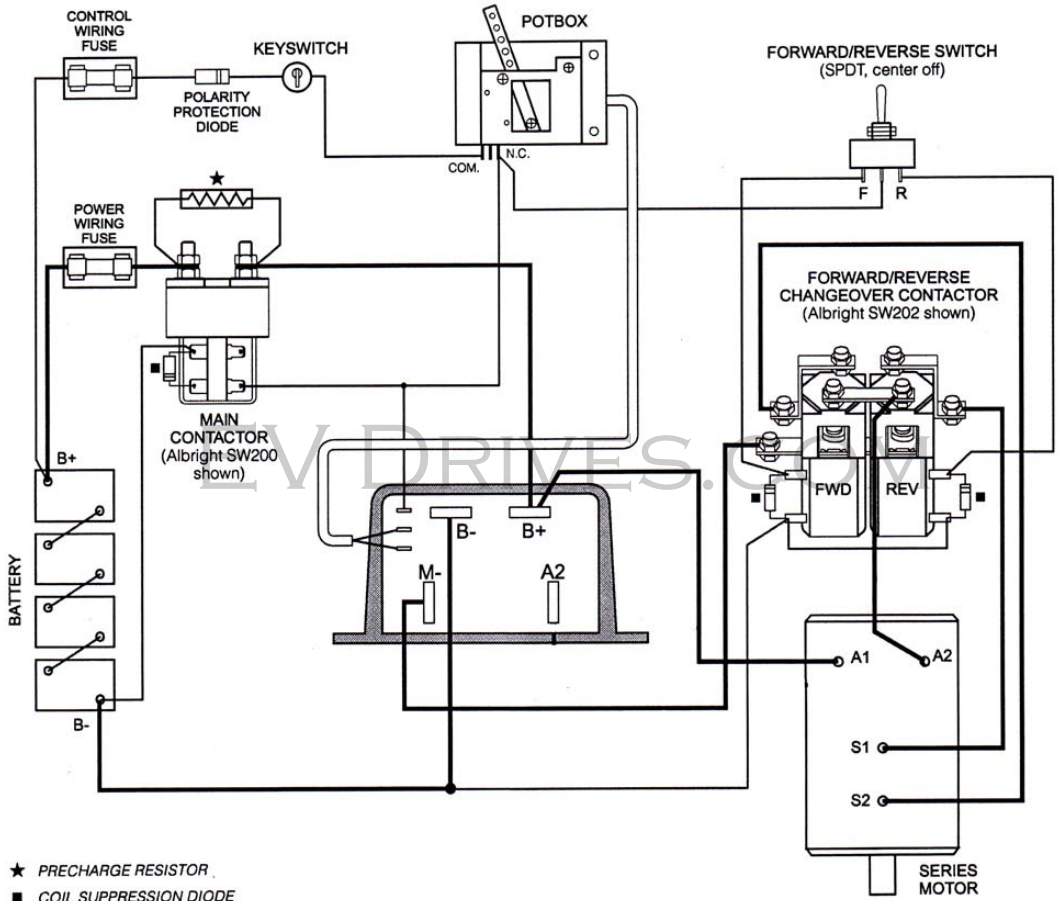 CONTROL
WIRING
FUSE
KEYSWITCH
POTBOX
FORWARD/REVERSE SWITCH
(SPDT, center off)
POLARITY
PROTECTION
DIODE
COM.
N.C.
F
R
★
POWER
WIRING
FUSE
FORWARD/REVERSE
CHANGEOVER CONTACTOR
(Albright SW202 shown)
MAIN
CONTACTOR
(Albright SW200
shown)
EV DRIVES.COM
B+
FWD
REV
B-
B+
M-
A2
BATTERY
A1
A2
B-
S1
S2
★ PRECHARGE RESISTOR
■ COIL SUPPRESSION DIODE
SERIES
MOTOR